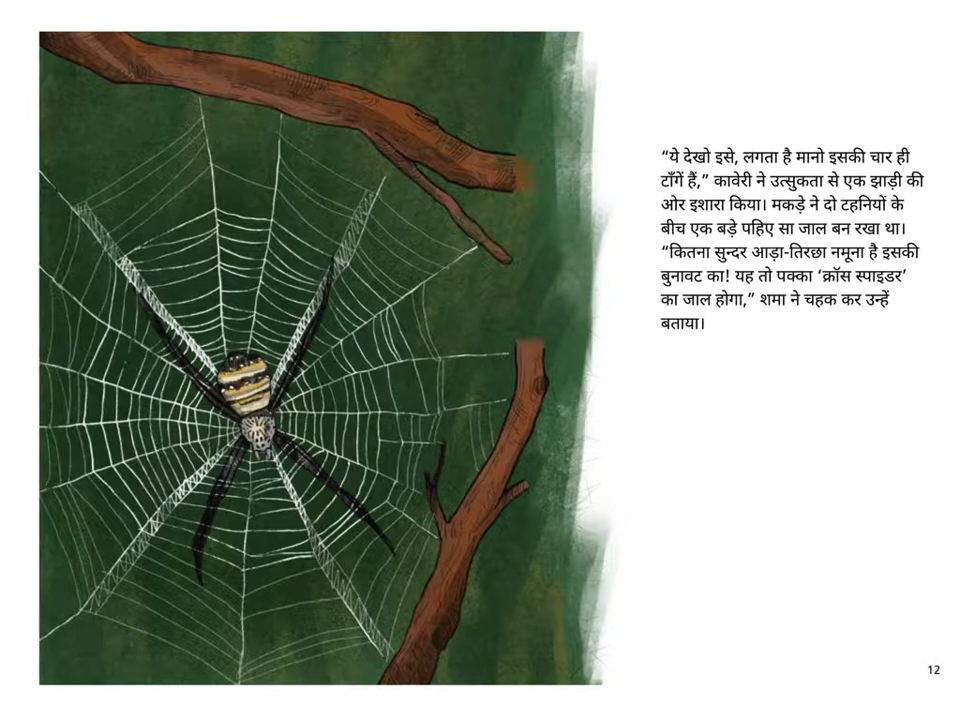 “ये देखो इसे, लगता है मानो इसकी चार ही
टाँगें हैं,” कावेरी ने उत्सुकता से एक झाड़ी की
ओर इशारा किया। मकड़े ने दो टहनियों के
बीच एक बड़े पहिए सा जाल बन रखा था।
“कितना सुन्दर आड़ा-तिरछा नमूना है इसकी
बुनावट का! यह तो पक्का ‘क्रॉस स्पाइडर’
का जाल होगा,” शमा ने चहक कर उन्हें
बताया।
12